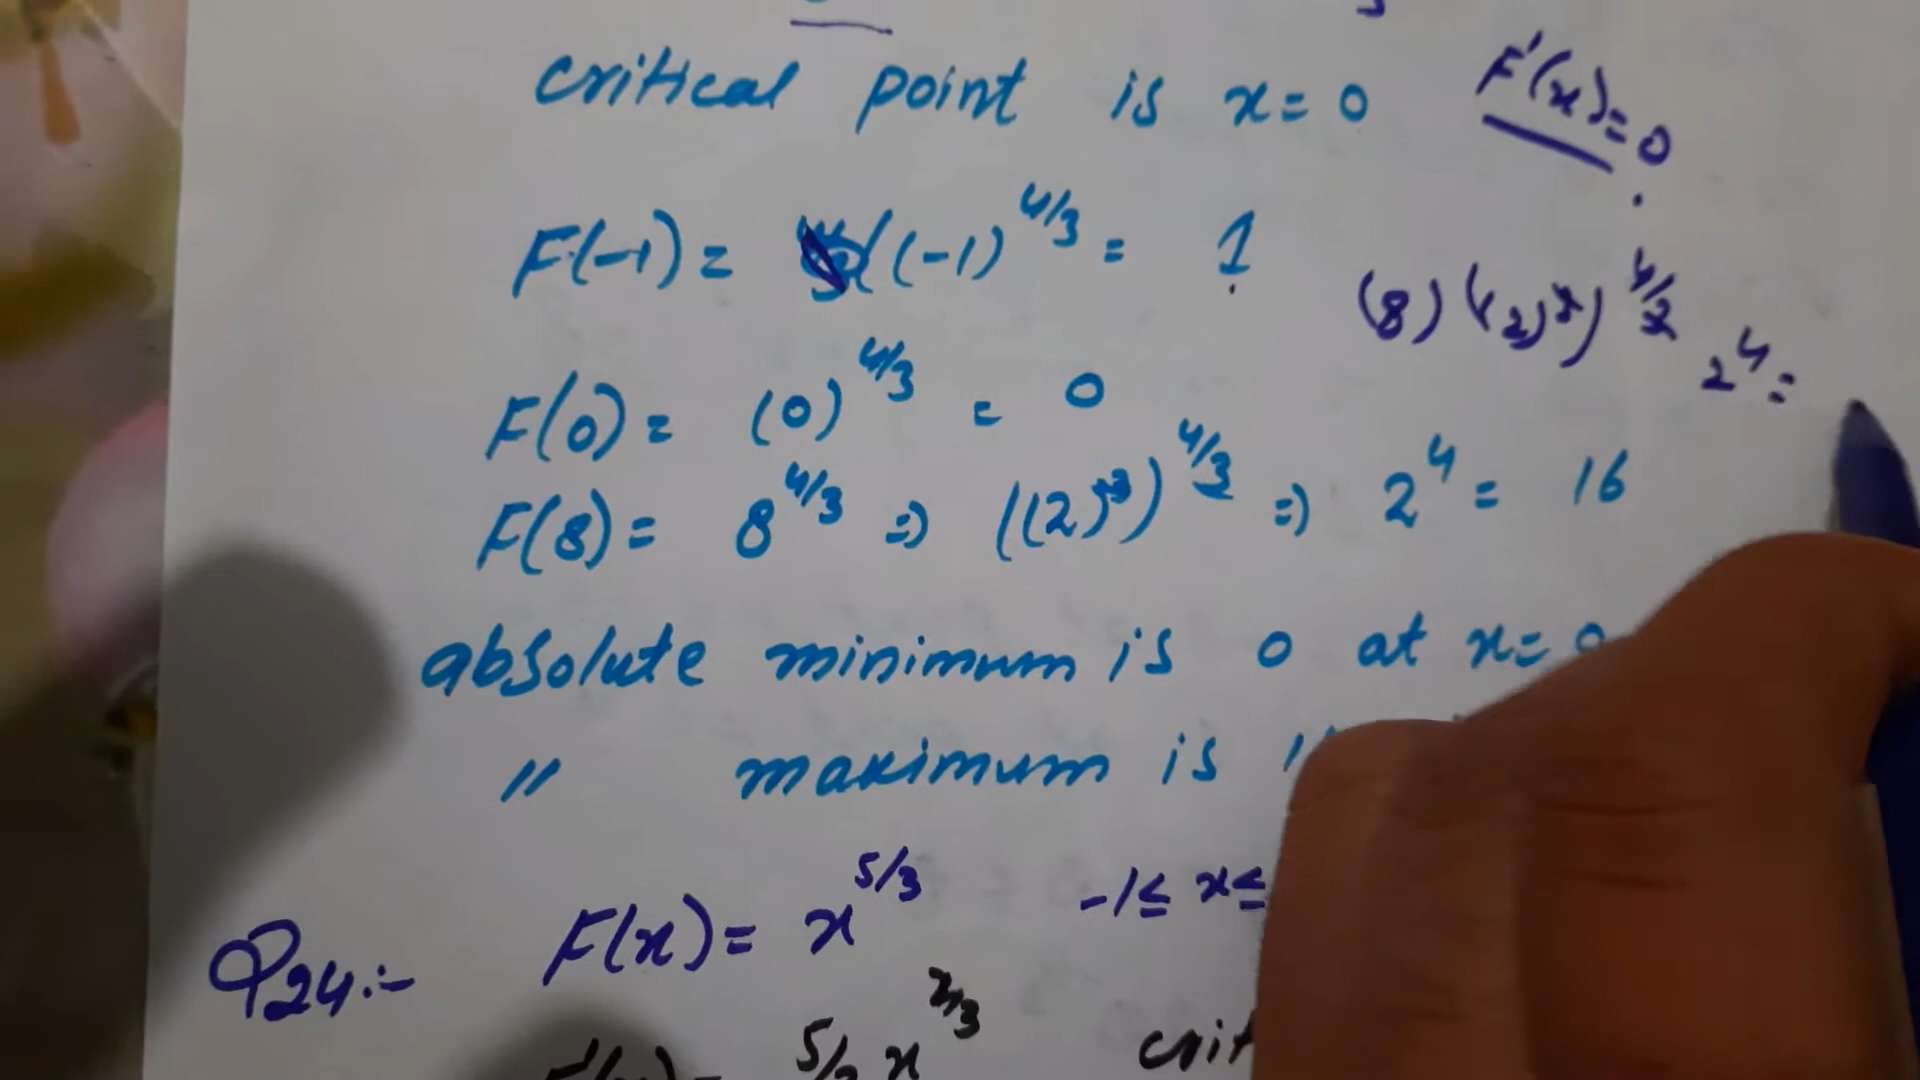 critical point is x = 0
F'(x) = 0
F(-1) = (-1)^4/3 = 1
(8) ((2)^3)^4/3 2^4 =
F(0) = (0)^4/3 = 0
F(8) = 8^4/3 => ((2)^3)^4/3 => 2^4 = 16
absolute minimum is 0 at x=0
" maximum is
Q24:- F(x) = x^5/3 -1≤ x≤
F'(x) = 5/3 x^2/3 crit